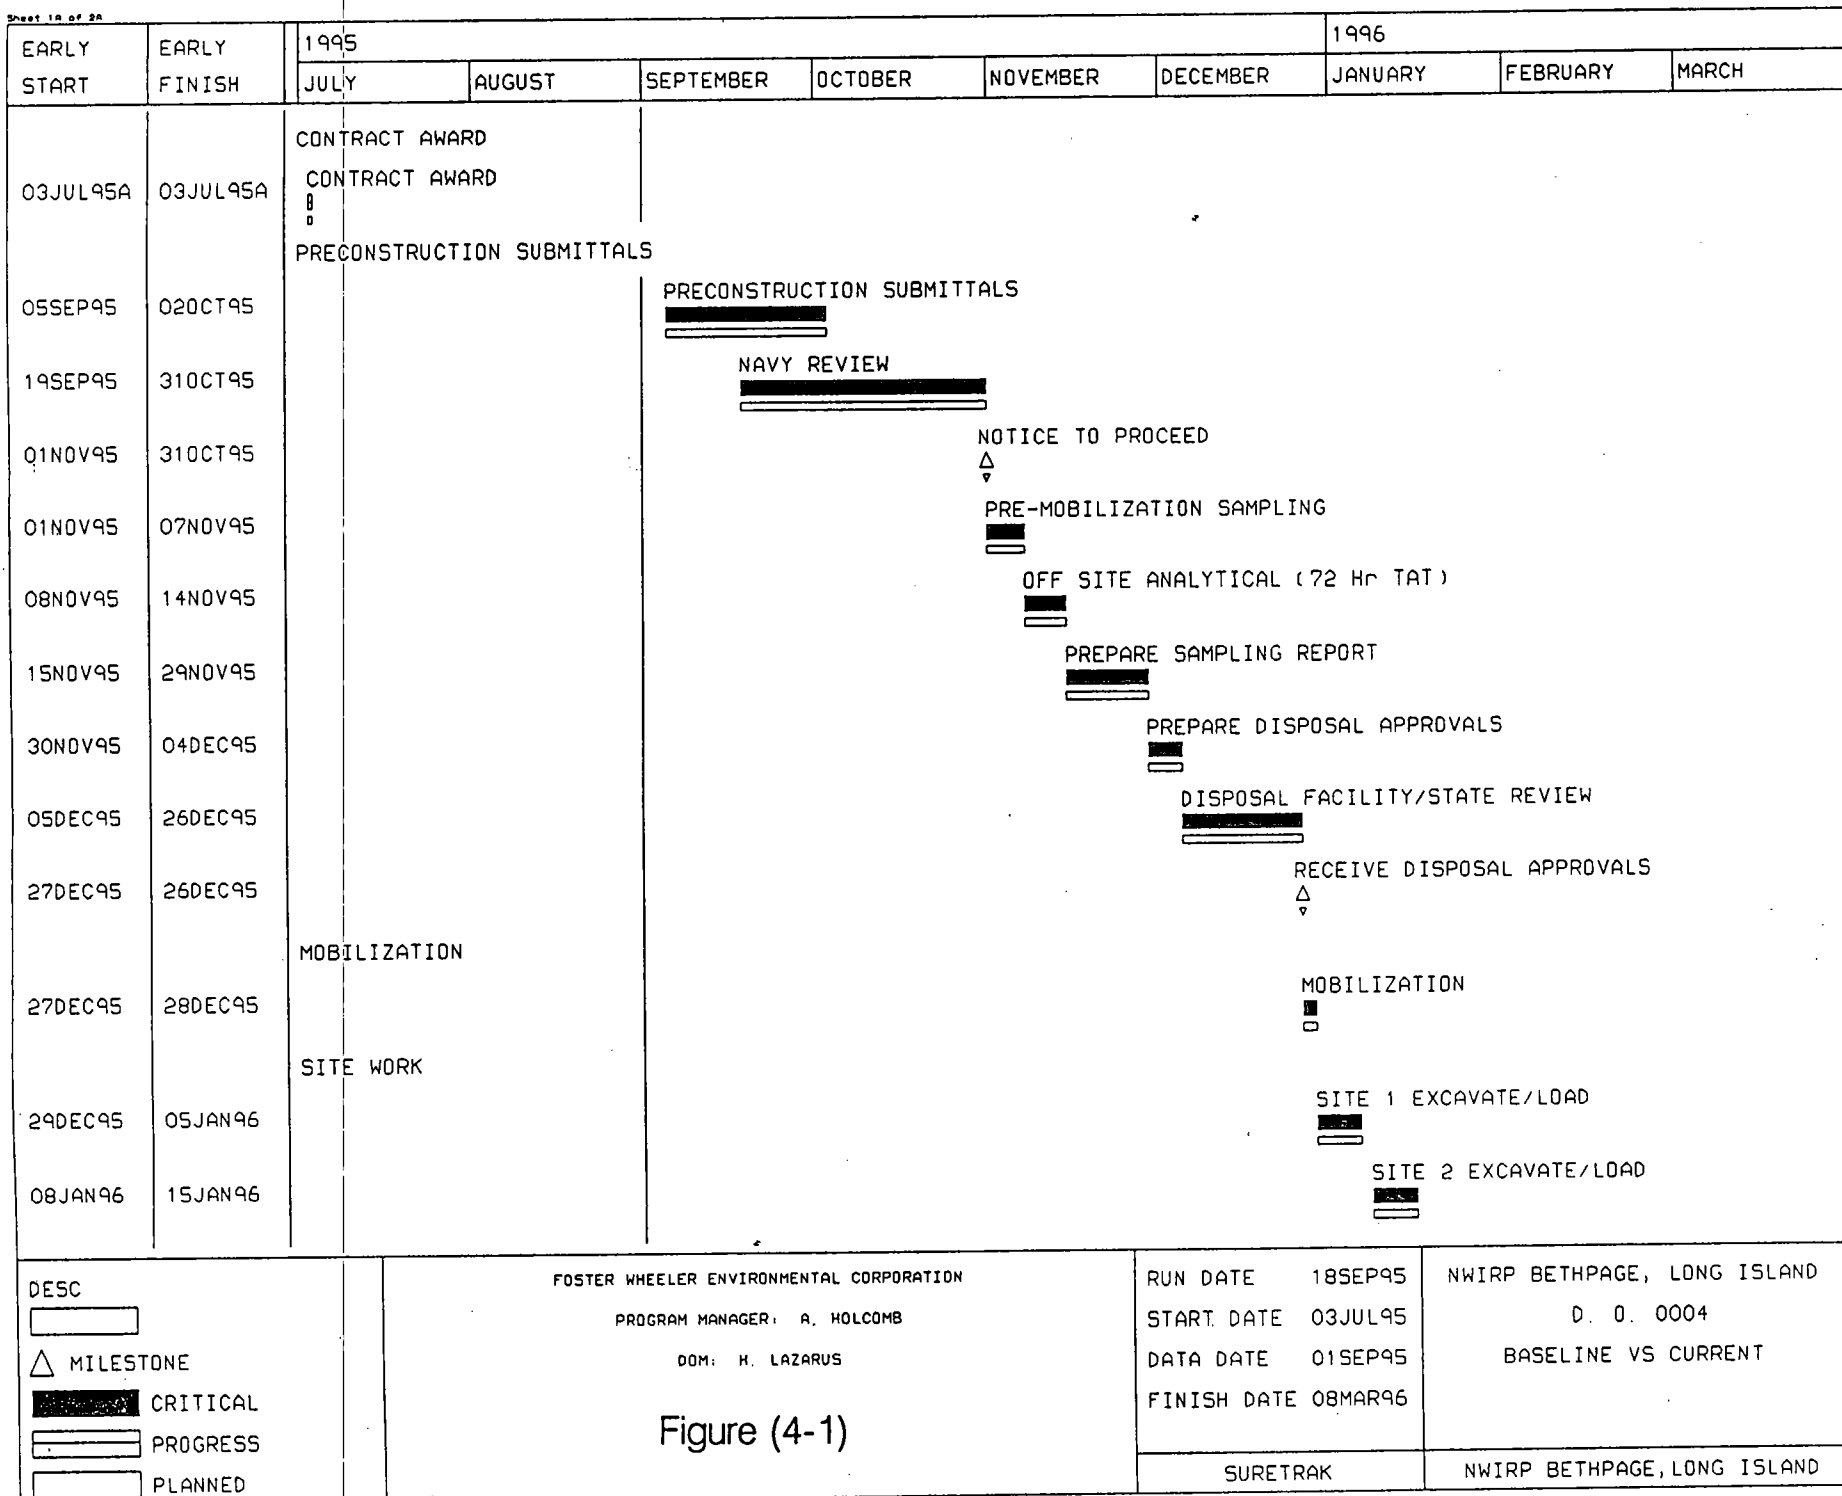 Sheet 1A of 2A
EARLY START EARLY FINISH 1995 1996
JULY AUGUST SEPTEMBER OCTOBER NOVEMBER DECEMBER JANUARY FEBRUARY MARCH
CONTRACT AWARD
03JUL95A 03JUL95A CONTRACT AWARD
PRECONSTRUCTION SUBMITTALS
05SEP95 02OCT95 PRECONSTRUCTION SUBMITTALS
19SEP95 31OCT95 NAVY REVIEW
01NOV95 31OCT95 NOTICE TO PROCEED
01NOV95 07NOV95 PRE-MOBILIZATION SAMPLING
08NOV95 14NOV95 OFF SITE ANALYTICAL (72 Hr TAT)
15NOV95 29NOV95 PREPARE SAMPLING REPORT
30NOV95 04DEC95 PREPARE DISPOSAL APPROVALS
05DEC95 26DEC95 DISPOSAL FACILITY/STATE REVIEW
27DEC95 26DEC95 RECEIVE DISPOSAL APPROVALS
MOBILIZATION
27DEC95 28DEC95 MOBILIZATION
SITE WORK
29DEC95 05JAN96 SITE 1 EXCAVATE/LOAD
08JAN96 15JAN96 SITE 2 EXCAVATE/LOAD
DESC
MILESTONE
CRITICAL
PROGRESS
PLANNED
FOSTER WHEELER ENVIRONMENTAL CORPORATION
PROGRAM MANAGER: A. HOLCOMB
DOM: H. LAZARUS
Figure (4-1)
RUN DATE 18SEP95
START DATE 03JUL95
DATA DATE 01SEP95
FINISH DATE 08MAR96
SURETRAK
NWIRP BETHPAGE, LONG ISLAND
D. O. 0004
BASELINE VS CURRENT
NWIRP BETHPAGE, LONG ISLAND